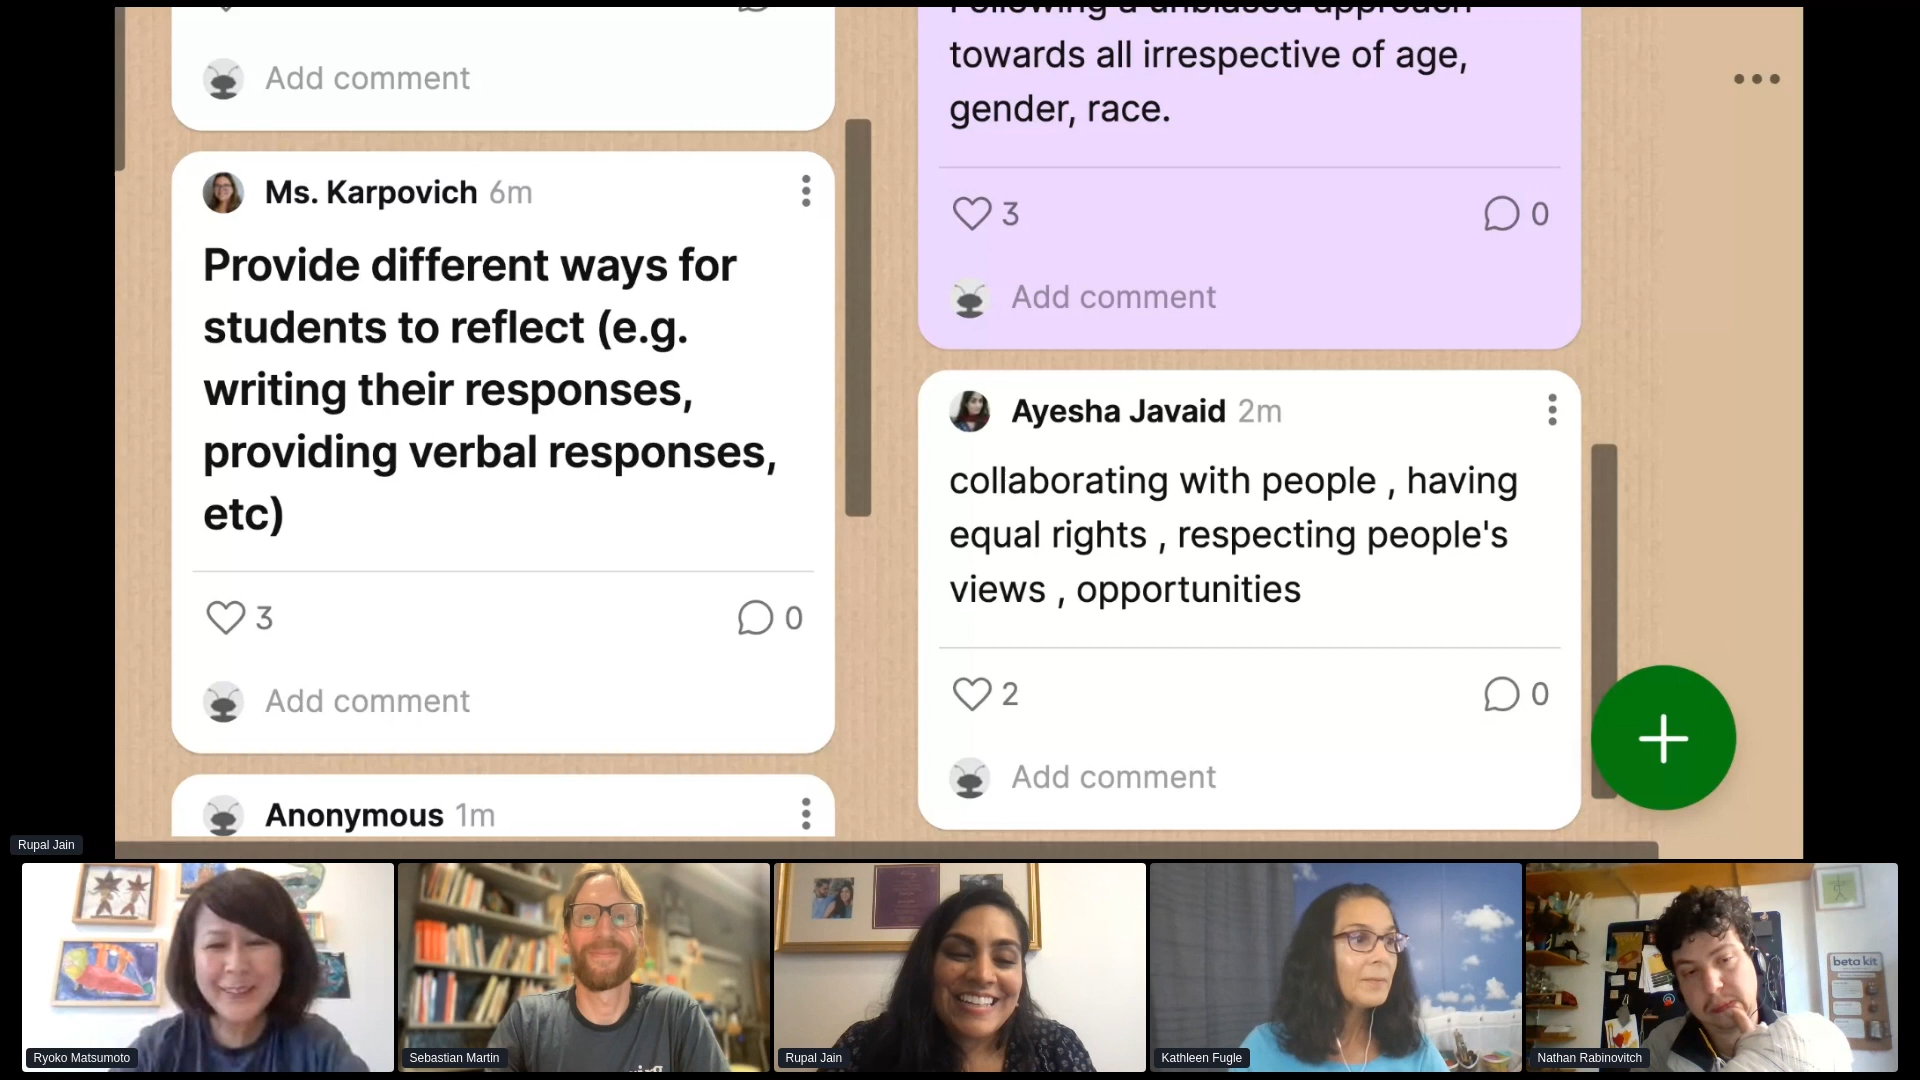 Add comment
Ms. Karpovich 6m
Provide different ways for
students to reflect (e.g.
writing their responses,
providing verbal responses,
etc)
3
0
Add comment
Anonymous 1m
Following a unbiased approach
towards all irrespective of age,
gender, race.
3
0
Add comment
Ayesha Javaid 2m
collaborating with people , having
equal rights , respecting people's
views , opportunities
2
0
Add comment
Rupal Jain
Ryoko Matsumoto
Sebastian Martin
Rupal Jain
Kathleen Fugle
Nathan Rabinovitch
beta kit